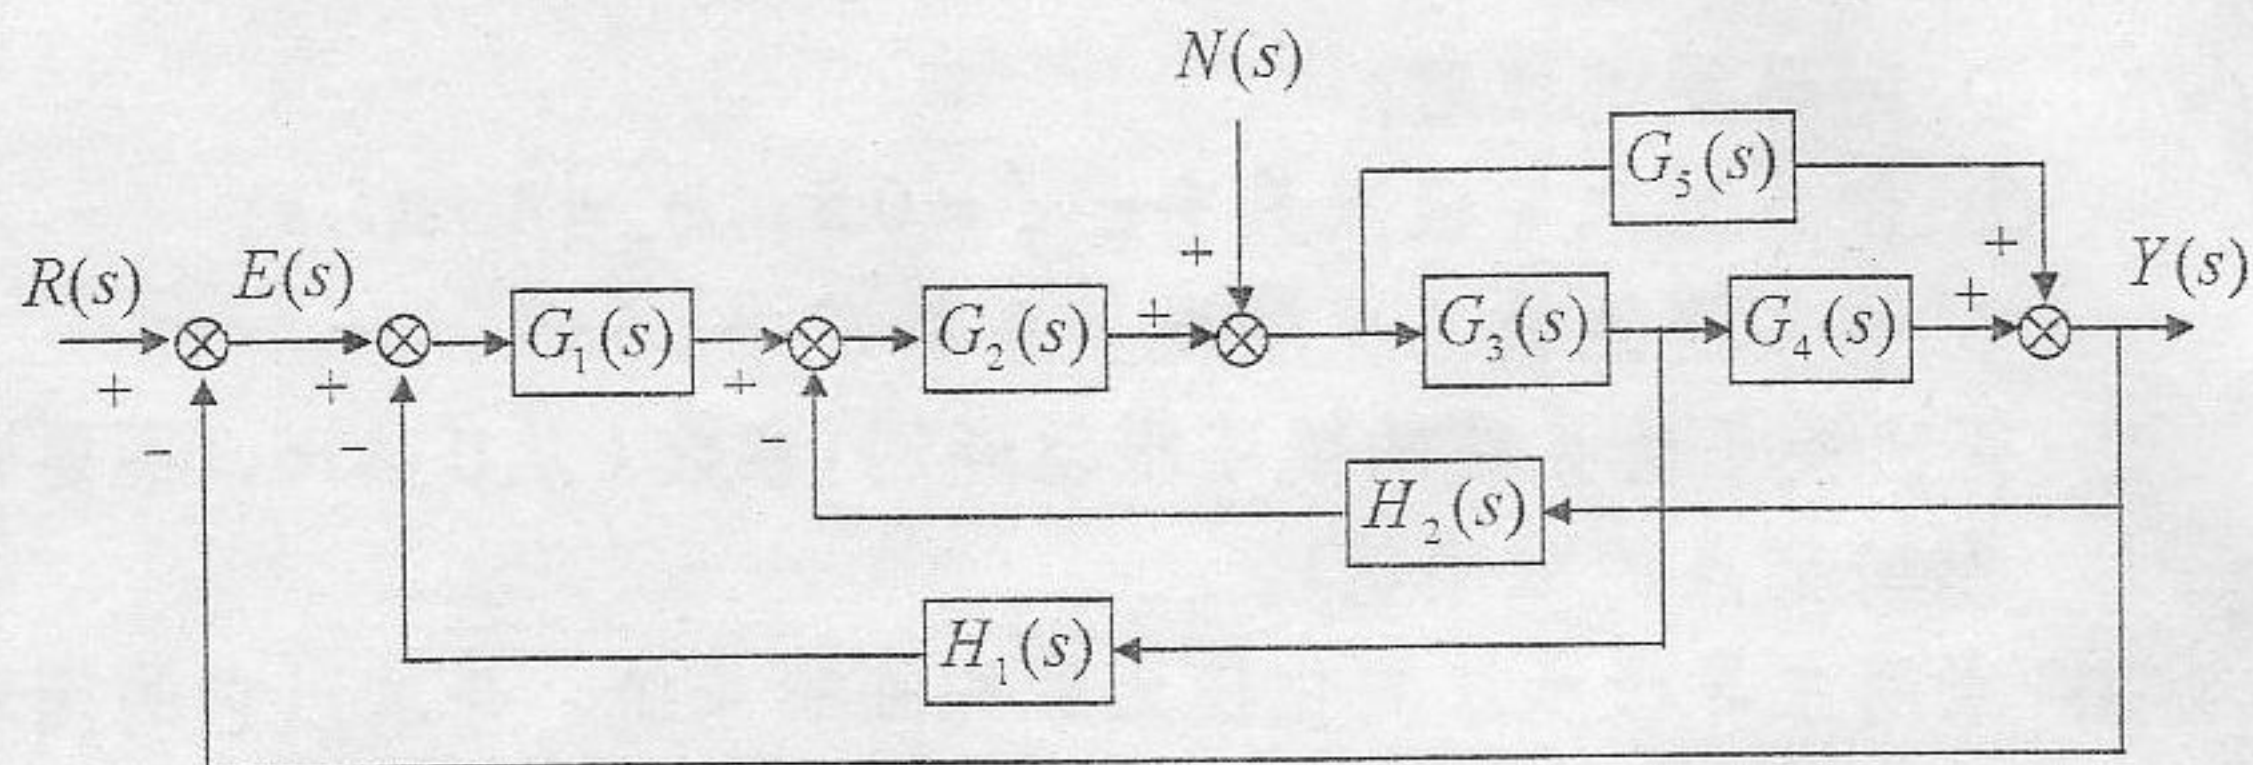 N(s)
G₅(s)
+ +
R(s) E(s) + + Y(s)
G₁(s) G₂(s) G₃(s) G₄(s)
+ + +
− − −
H₂(s)
H₁(s)